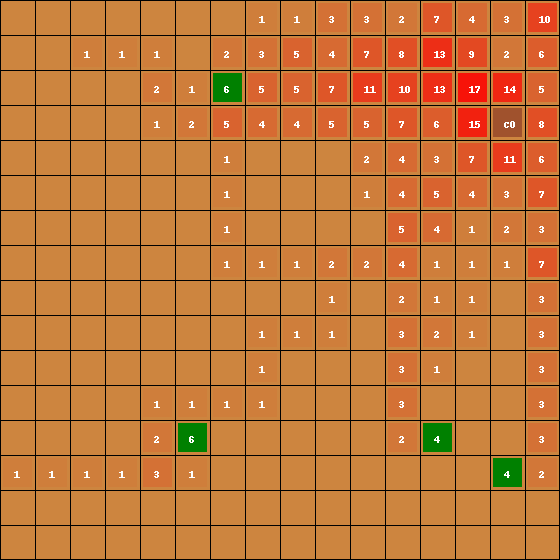 1 1 3 3 2 7 4 3 10
1 1 1 2 3 5 4 7 8 13 9 2 6
2 1 6 5 5 7 11 10 13 17 14 5
1 2 5 4 4 5 5 7 6 15 c0 8
1 2 4 3 7 11 6
1 1 4 5 4 3 7
1 5 4 1 2 3
1 1 1 2 2 4 1 1 1 7
1 2 1 1 3
1 1 1 3 2 1 3
1 3 1 3
1 1 1 1 3 3
2 6 2 4 3
1 1 1 1 3 1 4 2